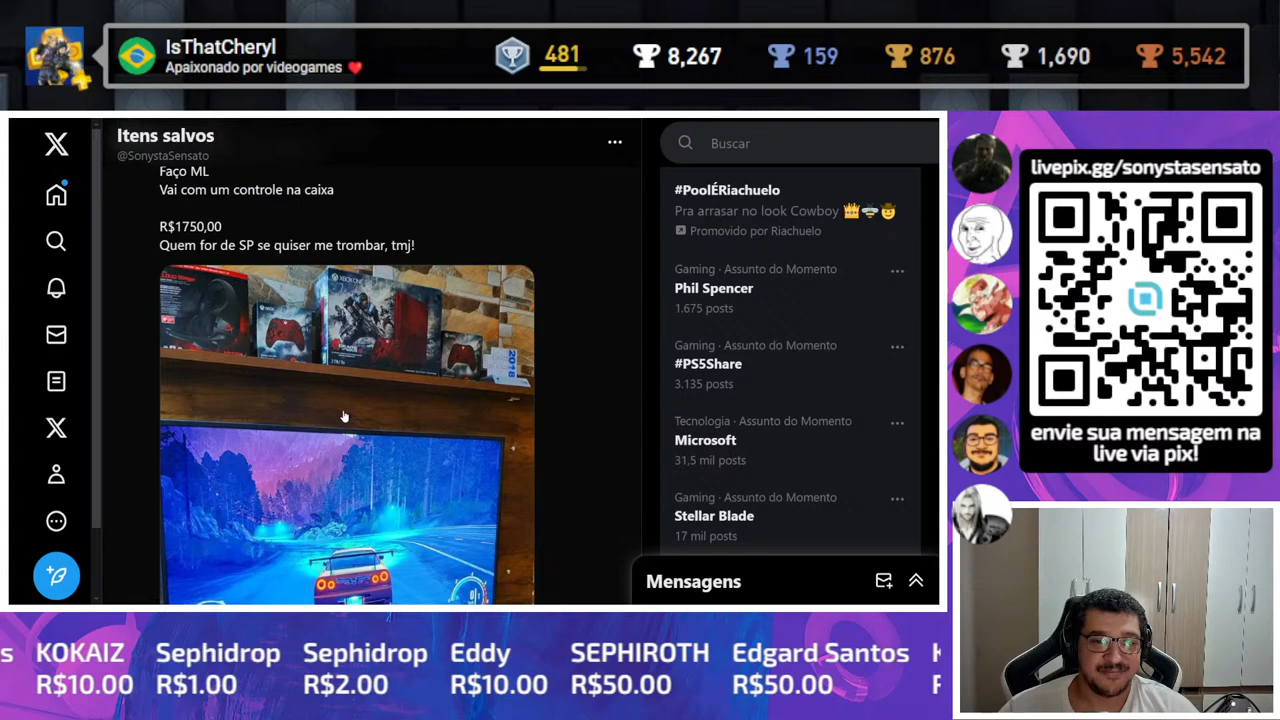 IsThatCheryl
Apaixonado por videogames ❤️
481
8,267
159
876
1,690
5,542
Itens salvos
@SonystaSensato
Faço ML
Vai com um controle na caixa
R$1750,00
Quem for de SP se quiser me trombar, tmj!
XBOX ONE
2018
Buscar
#PoolÉRiachuelo
Pra arrasar no look Cowboy 👑🐝🤠
Promovido por Riachuelo
Gaming · Assunto do Momento
Phil Spencer
1.675 posts
Gaming · Assunto do Momento
#PS5Share
3.135 posts
Tecnologia · Assunto do Momento
Microsoft
31,5 mil posts
Gaming · Assunto do Momento
Stellar Blade
17 mil posts
Mensagens
livepix.gg/sonystasensato
envie sua mensagem na
live via pix!
s
KOKAIZ
R$10.00
Sephidrop
R$1.00
Sephidrop
R$2.00
Eddy
R$10.00
SEPHIROTH
R$50.00
Edgard Santos
R$50.00